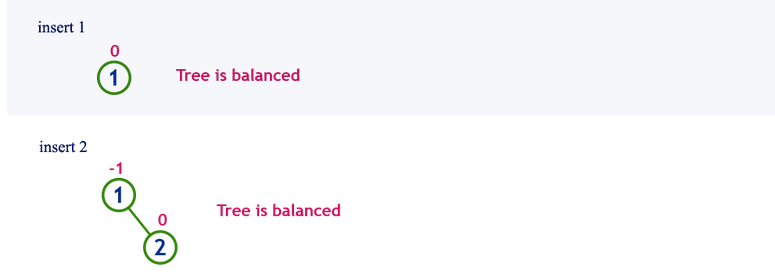 insert 1
0
1 Tree is balanced
insert 2
-1
1
Tree is balanced
0
2